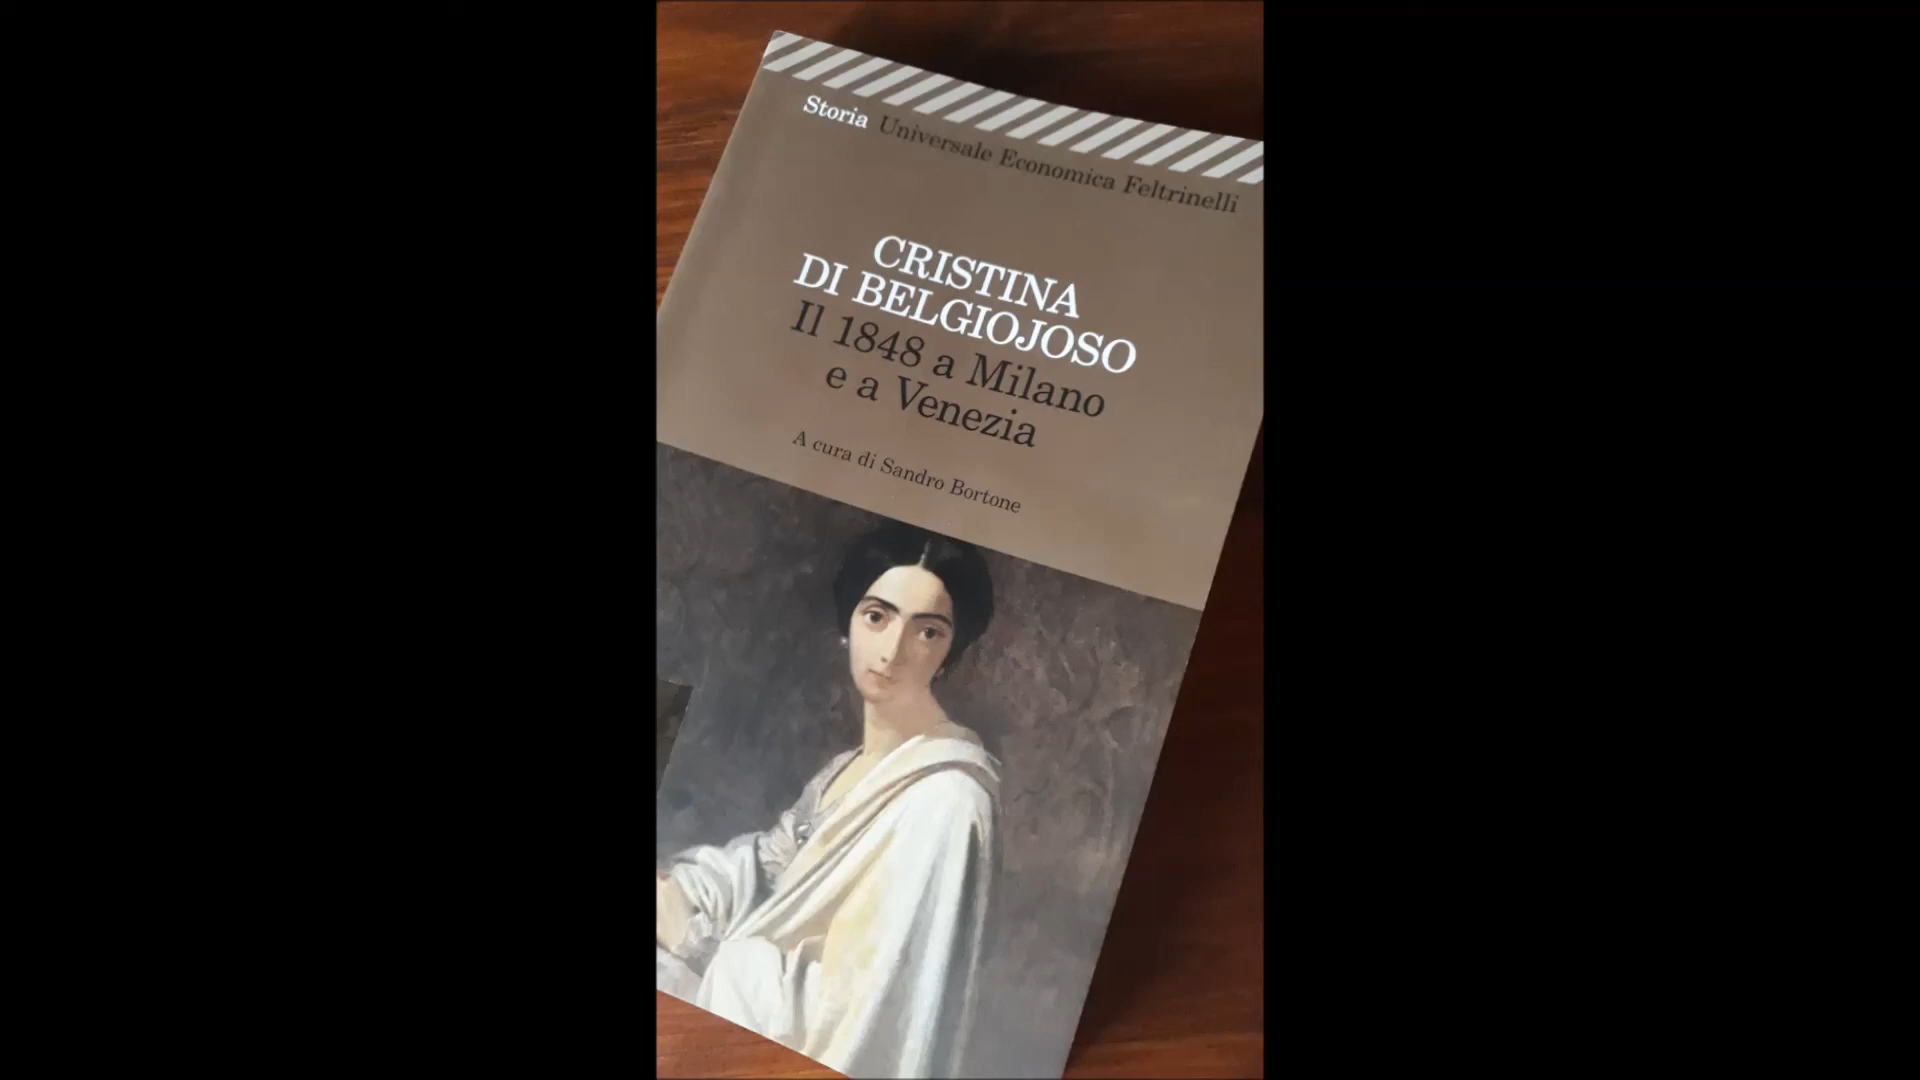 Storia Universale Economica Feltrinelli
CRISTINA
DI BELGIOJOSO
Il 1848 a Milano
e a Venezia
A cura di Sandro Bortone